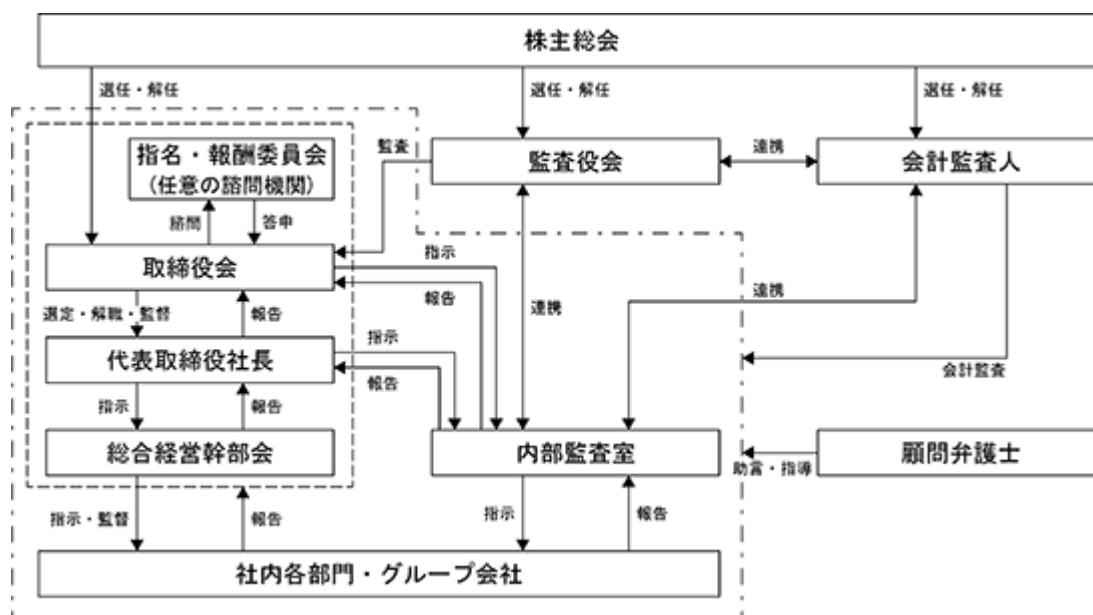 株主総会
選任・解任
選任・解任
選任・解任
指名・報酬委員会
(任意の諮問機関)
監査
監査役会
連携
会計監査人
諮問
答申
取締役会
指示
報告
連携
連携
選定・解職・監督
報告
代表取締役社長
指示
報告
会計監査
指示
報告
総合経営幹部会
内部監査室
顧問弁護士
助言・指導
指示・監督
報告
指示
報告
社内各部門・グループ会社